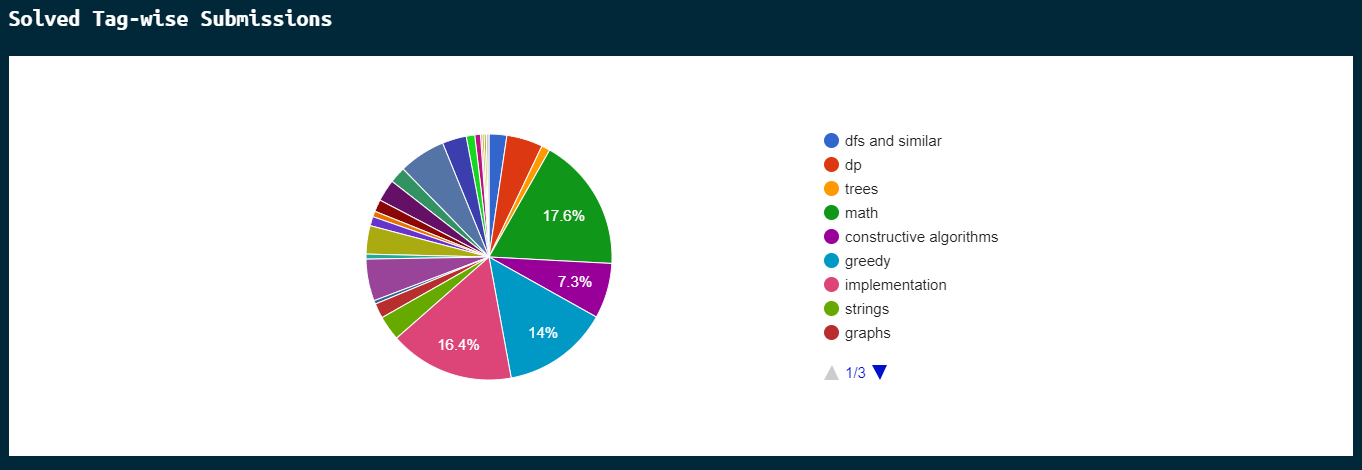 Solved Tag-wise Submissions
17.6%
7.3%
14%
16.4%
dfs and similar
dp
trees
math
constructive algorithms
greedy
implementation
strings
graphs
1/3